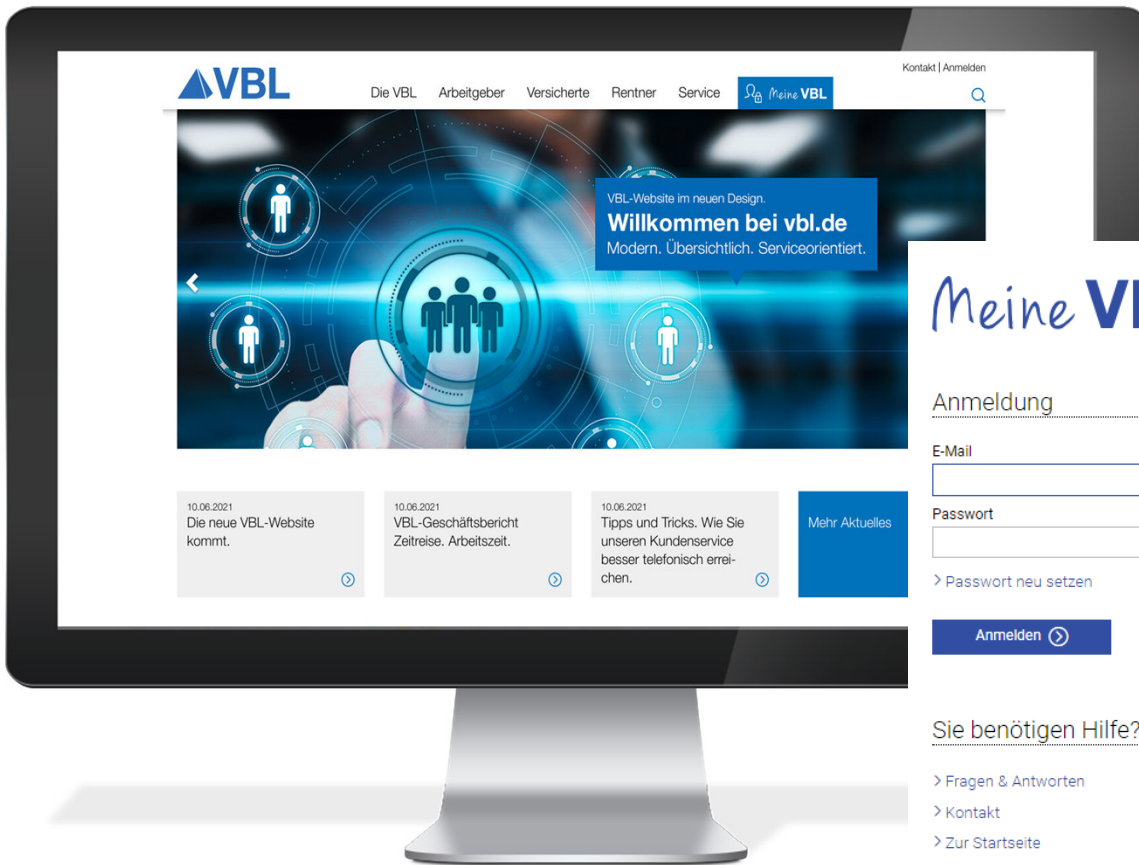 VBL
Kontakt | Anmelden
Die VBL Arbeitgeber Versicherte Rentner Service Meine VBL
VBL-Website im neuen Design.
Willkommen bei vbl.de
Modern. Übersichtlich. Serviceorientiert.
10.06.2021
Die neue VBL-Website
kommt.
10.06.2021
VBL-Geschäftsbericht
Zeitreise. Arbeitszeit.
10.06.2021
Tipps und Tricks. Wie Sie
unseren Kundenservice
besser telefonisch errei-
chen.
Mehr Aktuelles
Meine
Anmeldung
E-Mail
Passwort
> Passwort neu setzen
Anmelden
Sie benötigen Hilfe?
> Fragen & Antworten
> Kontakt
> Zur Startseite